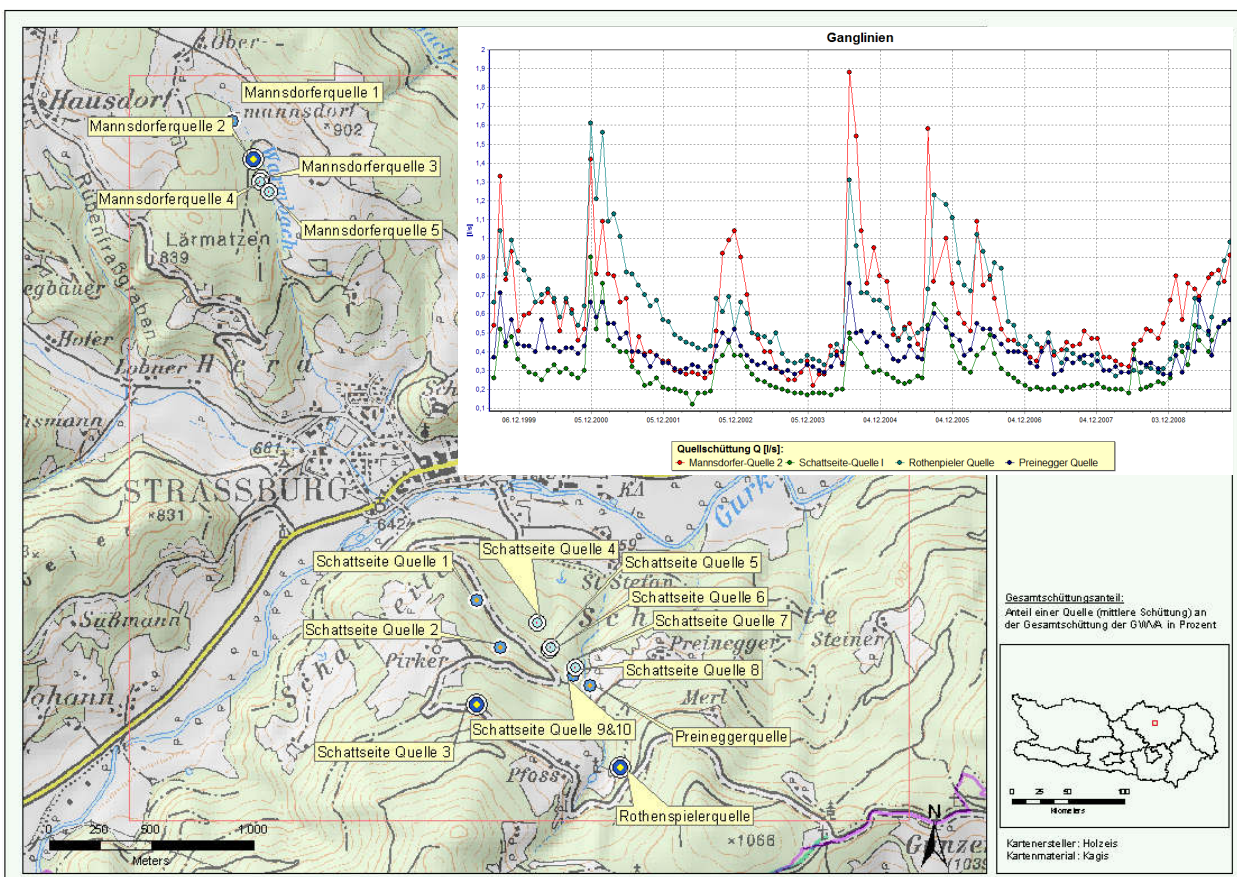 Ganglinien
2
1,9
1,8
1,7
1,6
1,5
1,4
1,3
1,2
1,1
1
0,9
0,8
0,7
0,6
0,5
0,4
0,3
0,2
0,1
[l/s]
06.12.1999
05.12.2000
05.12.2001
05.12.2002
05.12.2003
04.12.2004
04.12.2005
04.12.2006
04.12.2007
03.12.2008
Quellschüttung Q [l/s]:
Mannsdorfer-Quelle 2
Schattseite-Quelle I
Rothenpieler Quelle
Preinegger Quelle
Ober-
Hausdorf
Mannsdorferquelle 1
mannsdorf
902
Mannsdorferquelle 2
Mannsdorferquelle 3
Mannsdorferquelle 4
Mannsdorferquelle 5
Lärmatzen
839
egbäuer
Hofer
Lobner
681
STRASSBURG
831
642
KA
Gurk
59
Schattseite Quelle 4
Schattseite Quelle 1
Schattseite Quelle 5
St Stefan
Schattseite Quelle 6
Schattseite Quelle 7
Schattseite Quelle 2
Sußmann
Pirker
Preinegger
Steiner
Schattseite Quelle 8
Johann
Merl
Schattseite Quelle 9&10
Schattseite Quelle 3
Preineggerquelle
Pfass
Rothenspielerquelle
1066
1039
0 250 500 1.000
Meters
N
Gesamtschüttungsanteil:
Anteil einer Quelle (mittlere Schüttung) an
der Gesamtschüttung der GWVA in Prozent
0 25 50 100
Kilometers
Kartenersteller: Holzeis
Kartenmaterial: Kagis